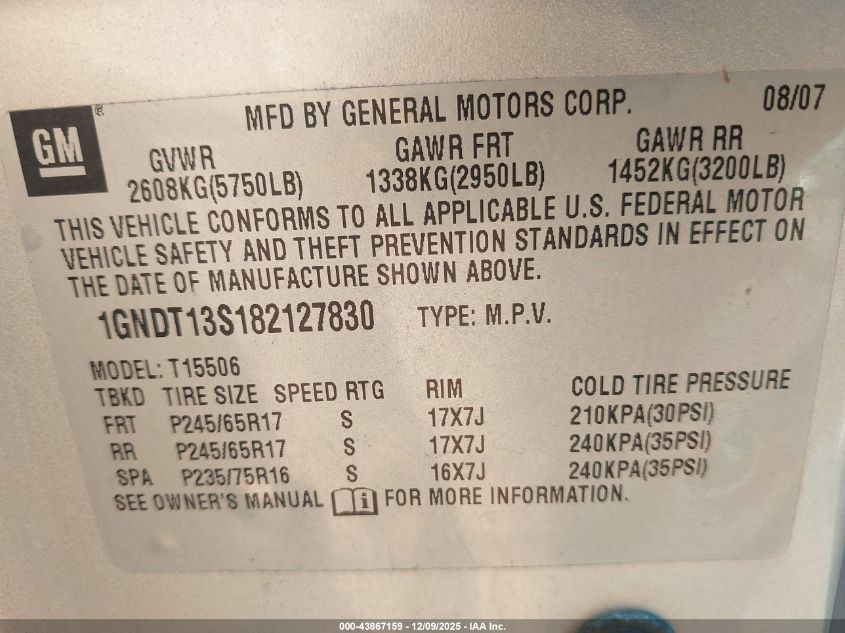 GM ®
MFD BY GENERAL MOTORS CORP. 08/07
GVWR GAWR FRT GAWR RR
2608KG(5750LB) 1338KG(2950LB) 1452KG(3200LB)
THIS VEHICLE CONFORMS TO ALL APPLICABLE U.S. FEDERAL MOTOR
VEHICLE SAFETY AND THEFT PREVENTION STANDARDS IN EFFECT ON
THE DATE OF MANUFACTURE SHOWN ABOVE.
1GNDT13S182127830 TYPE: M.P.V.
MODEL: T15506
TBKD TIRE SIZE SPEED RTG RIM COLD TIRE PRESSURE
FRT P245/65R17 S 17X7J 210KPA(30PSI)
RR P245/65R17 S 17X7J 240KPA(35PSI)
SPA P235/75R16 S 16X7J 240KPA(35PSI)
SEE OWNER'S MANUAL i FOR MORE INFORMATION.
000-43867159 - 12/09/2025 - IAA Inc.